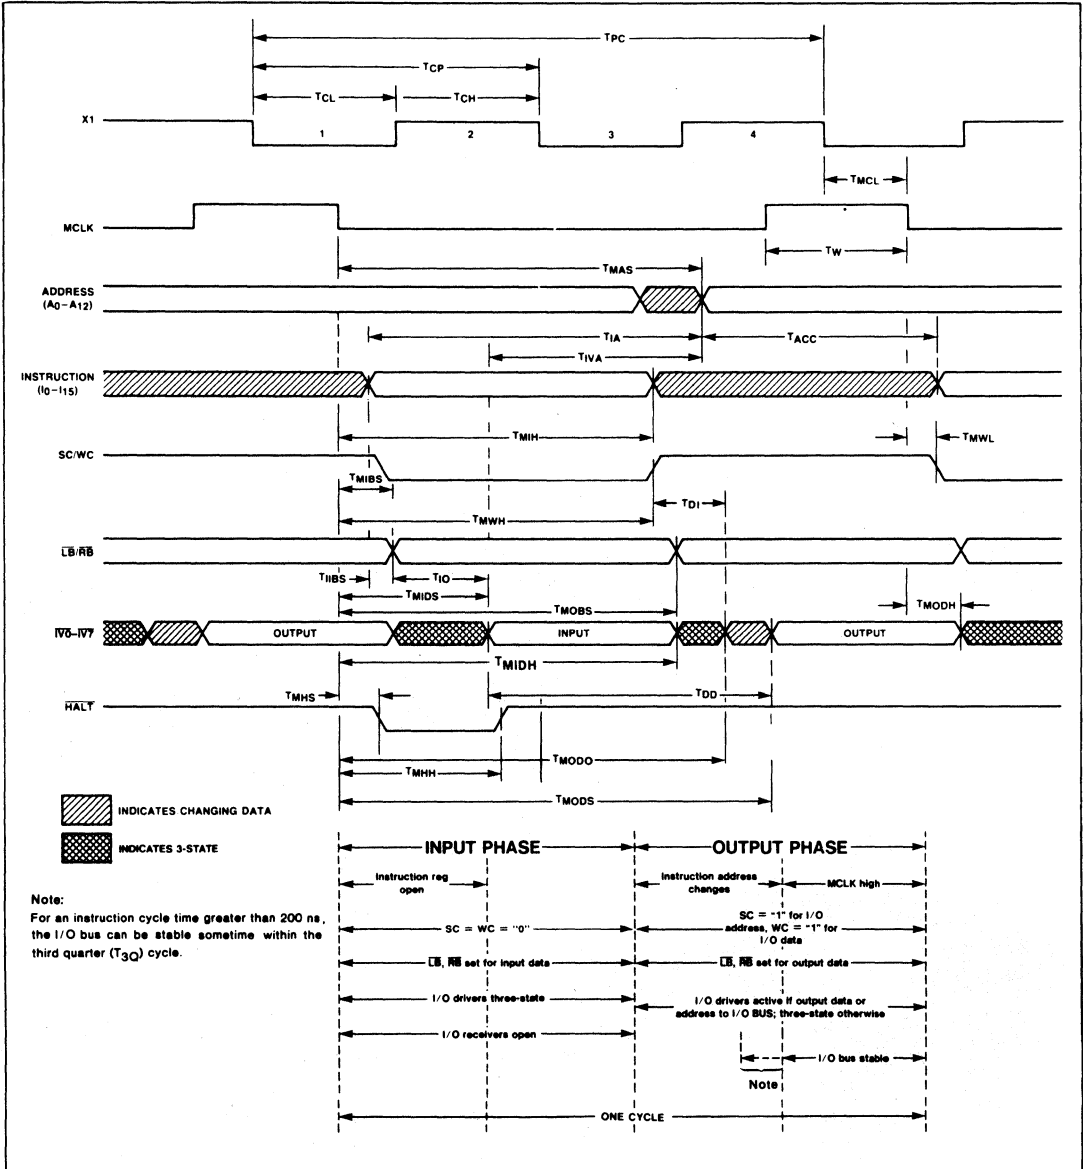 TPC
TCP
TCL
TCH
X1
1
2
3
4
TMCL
MCLK
TW
TMAS
ADDRESS
(A0–A12)
TIA
TACC
TIVA
INSTRUCTION
(I0–I15)
TMIH
TMWL
SC/WC
TMIBS
TDI
TMWH
LB/RB
TIIBS
TIO
TMIDS
TMOBS
TMODH
IV0–IV7
OUTPUT
INPUT
OUTPUT
TMIDH
TMHS
TDD
HALT
TMODO
TMHH
TMODS
INDICATES CHANGING DATA
INDICATES 3-STATE
Note:
For an instruction cycle time greater than 200 ns,
the I/O bus can be stable sometime within the
third quarter (T3Q) cycle.
INPUT PHASE
OUTPUT PHASE
Instruction reg
open
Instruction address
changes
MCLK high
SC = WC = "0"
SC = "1" for I/O
address, WC = "1" for
I/O data
LB, RB set for input data
LB, RB set for output data
I/O drivers three-state
I/O drivers active if output data or
address to I/O BUS; three-state otherwise
I/O receivers open
I/O bus stable
Note
ONE CYCLE